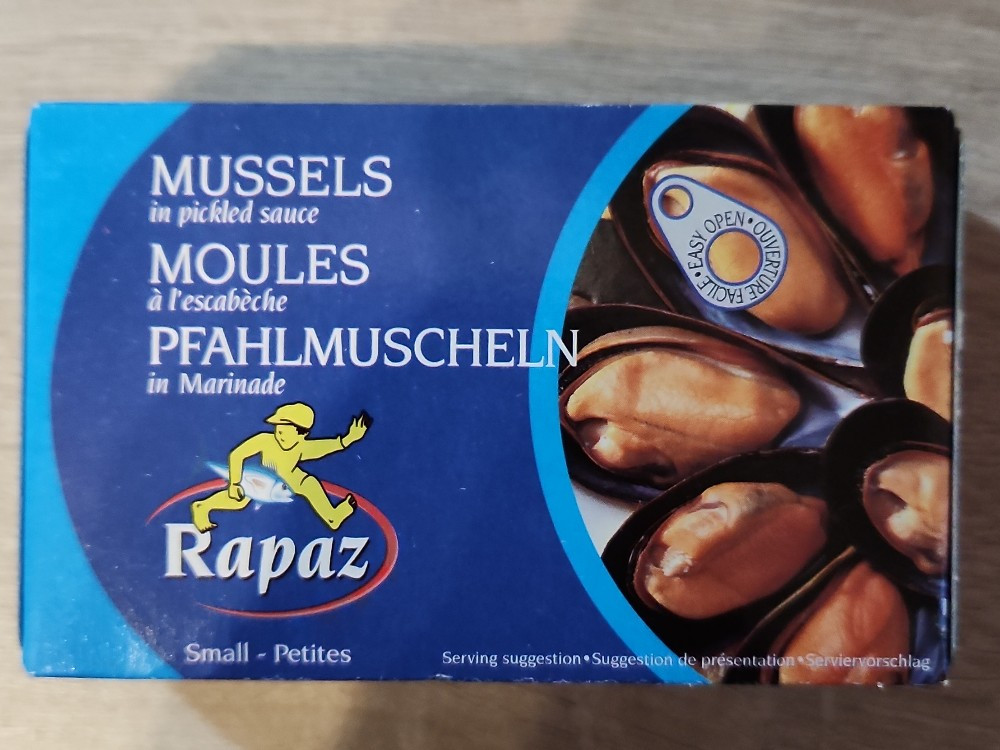 MUSSELS
in pickled sauce
MOULES
à l'escabèche
PFAHLMUSCHELN
in Marinade
EASY OPEN • OUVERTURE FACILE •
Rapaz
Small - Petites
Serving suggestion • Suggestion de présentation • Serviervorschlag